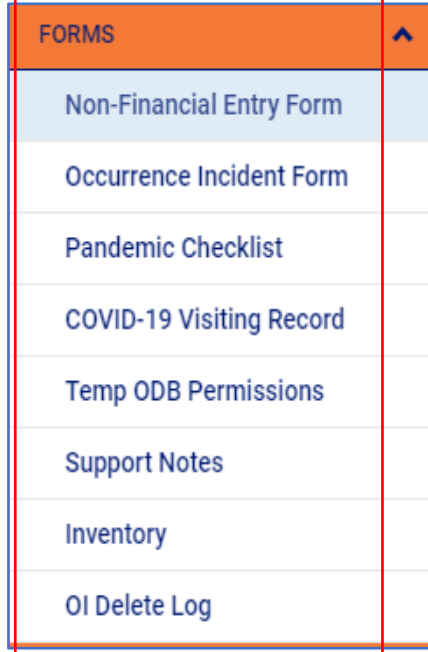 FORMS
Non-Financial Entry Form
Occurrence Incident Form
Pandemic Checklist
COVID-19 Visiting Record
Temp ODB Permissions
Support Notes
Inventory
OI Delete Log